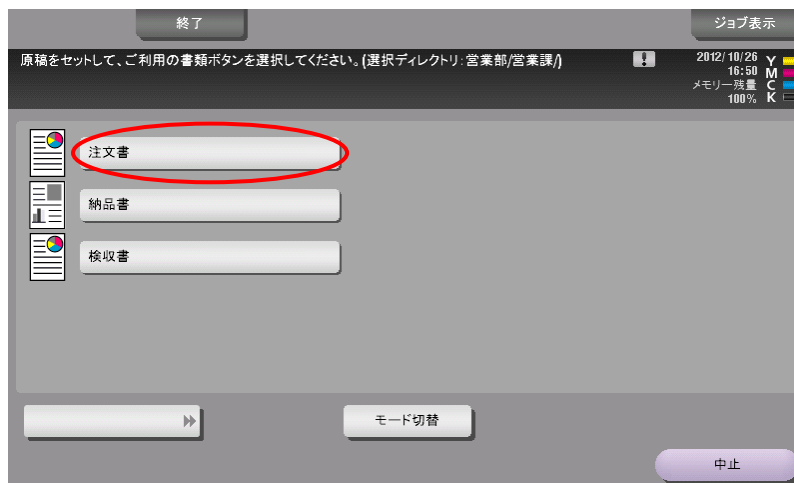 終了
ジョブ表示
原稿をセットして、ご利用の書類ボタンを選択してください。(選択ディレクトリ: 営業部/営業課/)
2012/10/26
16:50
メモリー残量
100%
Y
M
C
K
注文書
納品書
検収書
モード切替
中止